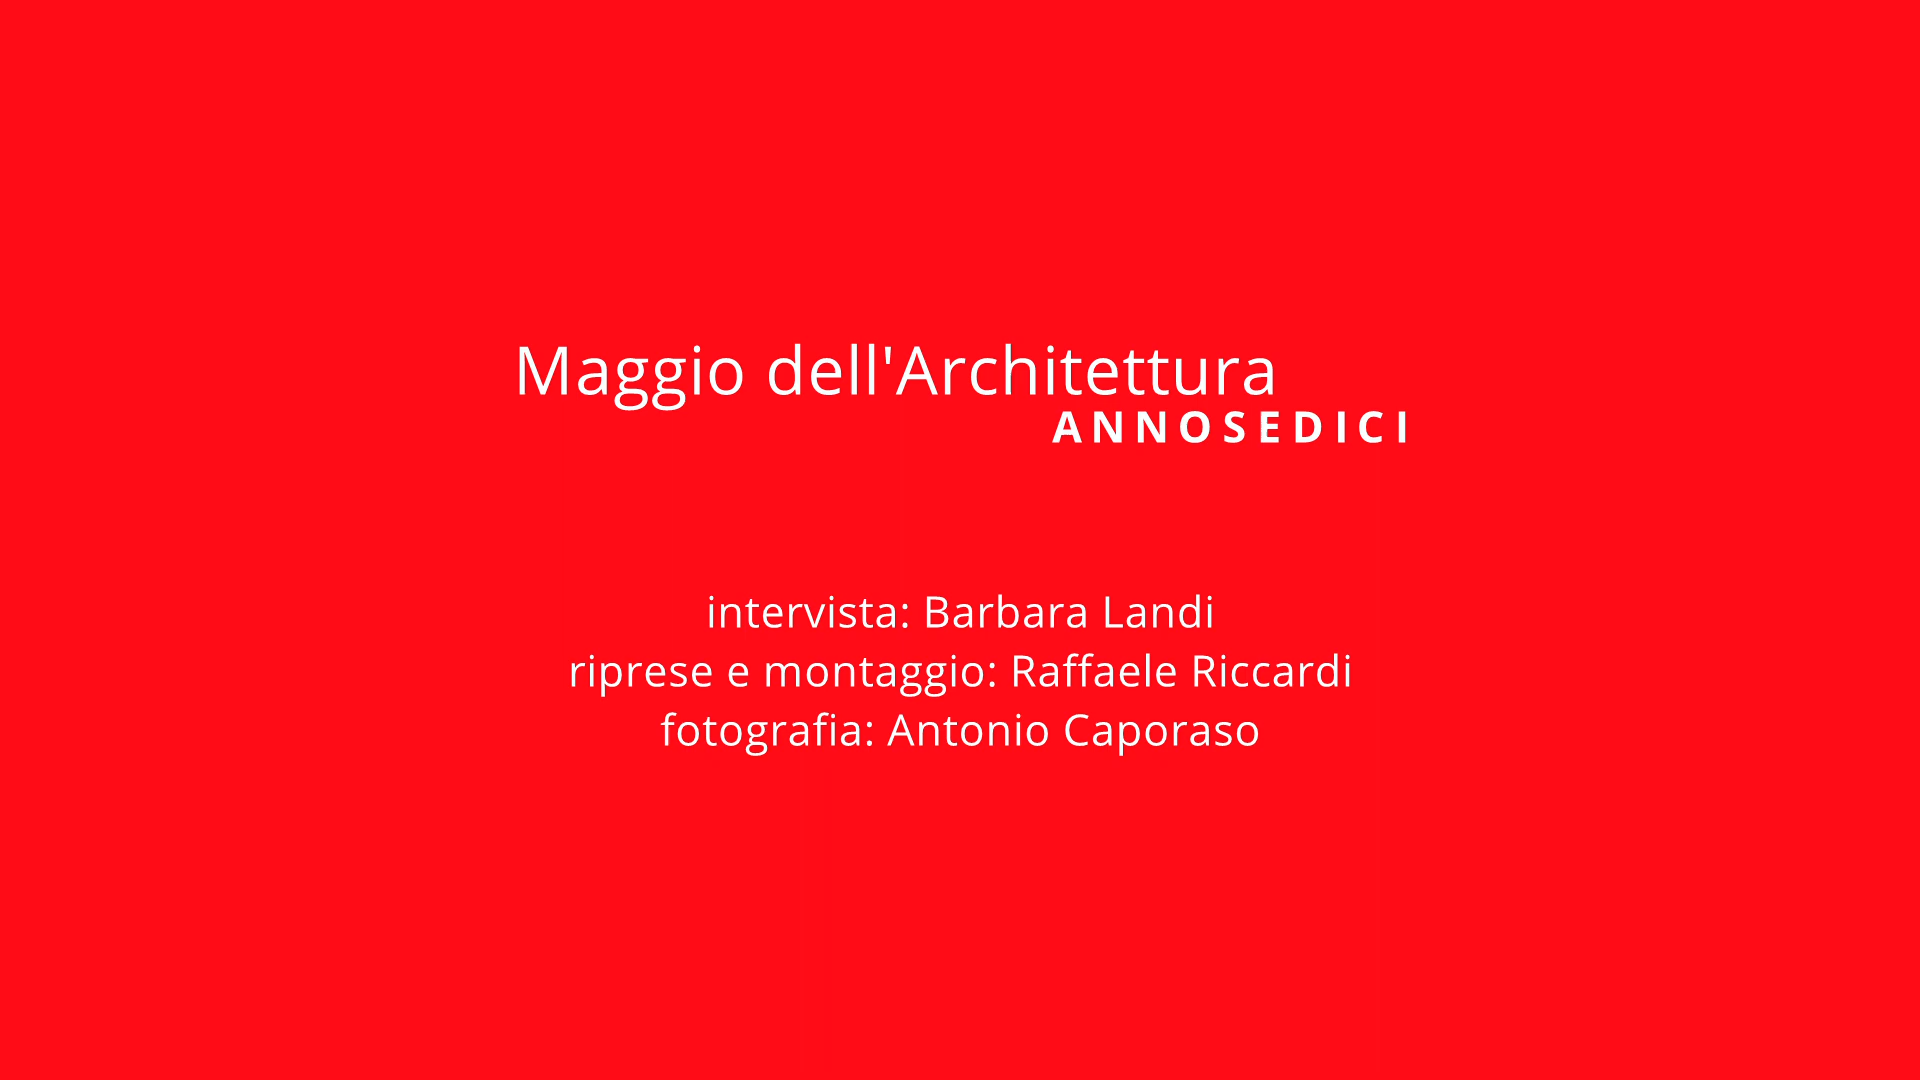 Maggio dell'Architettura
ANNOSEDICI
intervista: Barbara Landi
riprese e montaggio: Raffaele Riccardi
fotografia: Antonio Caporaso